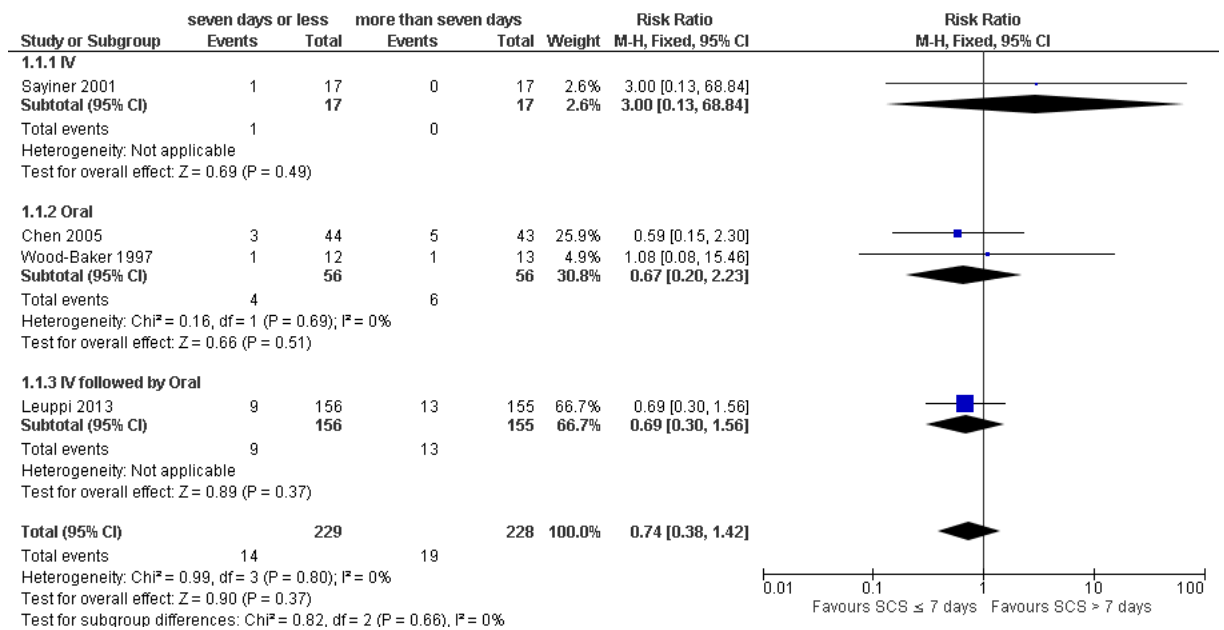 seven days or less more than seven days Risk Ratio Risk Ratio
Study or Subgroup Events Total Events Total Weight M-H, Fixed, 95% CI M-H, Fixed, 95% CI
1.1.1 IV
Sayiner 2001 1 17 0 17 2.6% 3.00 [0.13, 68.84]
Subtotal (95% CI) 17 17 2.6% 3.00 [0.13, 68.84]
Total events 1 0
Heterogeneity: Not applicable
Test for overall effect: Z = 0.69 (P = 0.49)
1.1.2 Oral
Chen 2005 3 44 5 43 25.9% 0.59 [0.15, 2.30]
Wood-Baker 1997 1 12 1 13 4.9% 1.08 [0.08, 15.46]
Subtotal (95% CI) 56 56 30.8% 0.67 [0.20, 2.23]
Total events 4 6
Heterogeneity: Chi² = 0.16, df = 1 (P = 0.69); I² = 0%
Test for overall effect: Z = 0.66 (P = 0.51)
1.1.3 IV followed by Oral
Leuppi 2013 9 156 13 155 66.7% 0.69 [0.30, 1.56]
Subtotal (95% CI) 156 155 66.7% 0.69 [0.30, 1.56]
Total events 9 13
Heterogeneity: Not applicable
Test for overall effect: Z = 0.89 (P = 0.37)
Total (95% CI) 229 228 100.0% 0.74 [0.38, 1.42]
Total events 14 19
Heterogeneity: Chi² = 0.99, df = 3 (P = 0.80); I² = 0%
Test for overall effect: Z = 0.90 (P = 0.37)
Test for subgroup differences: Chi² = 0.82, df = 2 (P = 0.66), I² = 0%
0.01 0.1 1 10 100
Favours SCS ≤ 7 days Favours SCS > 7 days